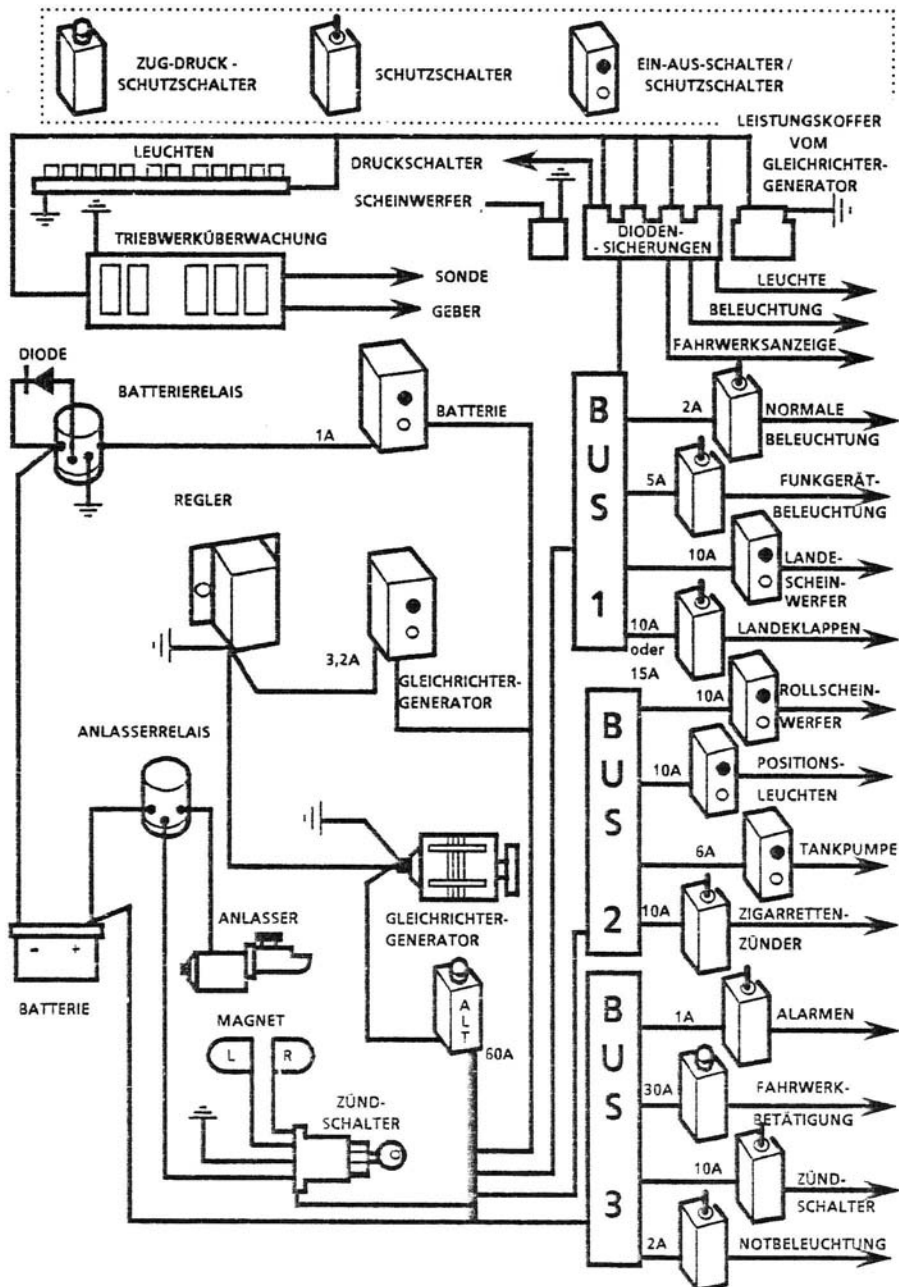 ZUG-DRUCK -
SCHUTZSCHALTER
SCHUTZSCHALTER
EIN-AUS-SCHALTER /
SCHUTZSCHALTER
LEISTUNGSKOFFER
VOM
GLEICHRICHTER-
GENERATOR
LEUCHTEN
DRUCKSCHALTER
SCHEINWERFER
DIODEN-
-SICHERUNGEN
TRIEBWERKÜBERWACHUNG
SONDE
GEBER
LEUCHTE
BELEUCHTUNG
FAHRWERKSANZEIGE
DIODE
BATTERIERELAIS
BATTERIE
1A
REGLER
3,2A
GLEICHRICHTER-
GENERATOR
ANLASSERRELAIS
GLEICHRICHTER-
GENERATOR
ANLASSER
- +
BATTERIE
ALT
60A
MAGNET
L
R
ZÜND-
SCHALTER
BUS 1
2A
NORMALE
BELEUCHTUNG
5A
FUNKGERÄT-
BELEUCHTUNG
10A
LANDE-
SCHEIN-
WERFER
10A
oder
15A
LANDEKLAPPEN
BUS 2
10A
ROLLSCHEIN-
WERFER
10A
POSITIONS-
LEUCHTEN
6A
TANKPUMPE
10A
ZIGARRETTEN-
ZÜNDER
BUS 3
1A
ALARMEN
30A
FAHRWERK-
BETÄTIGUNG
10A
ZÜND-
SCHALTER
2A
NOTBELEUCHTUNG